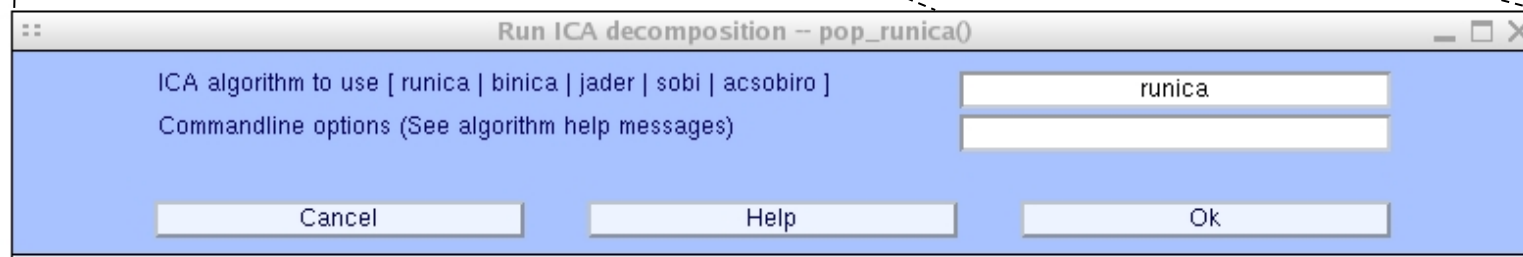 Run ICA decomposition -- pop_runica()
ICA algorithm to use [ runica | binica | jader | sobi | acsobiro ]
runica
Commandline options (See algorithm help messages)
Cancel
Help
Ok